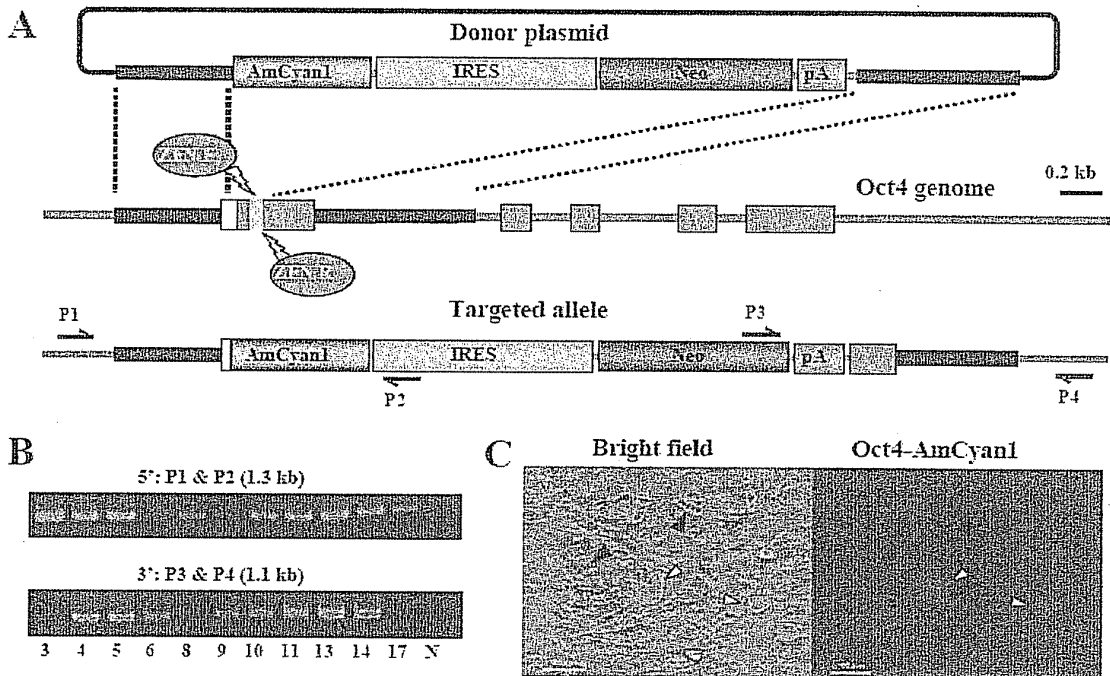 A
Donor plasmid
AmCyan1 IRES Neo pA
Oct4 genome
0.2 kb
Targeted allele
P1
P3
AmCyan1 IRES Neo pA
P2
P4
B
5': P1 & P2 (1.3 kb)
3': P3 & P4 (1.1 kb)
3 4 5 6 8 9 10 11 13 14 17 N
C
Bright field
Oct4-AmCyan1